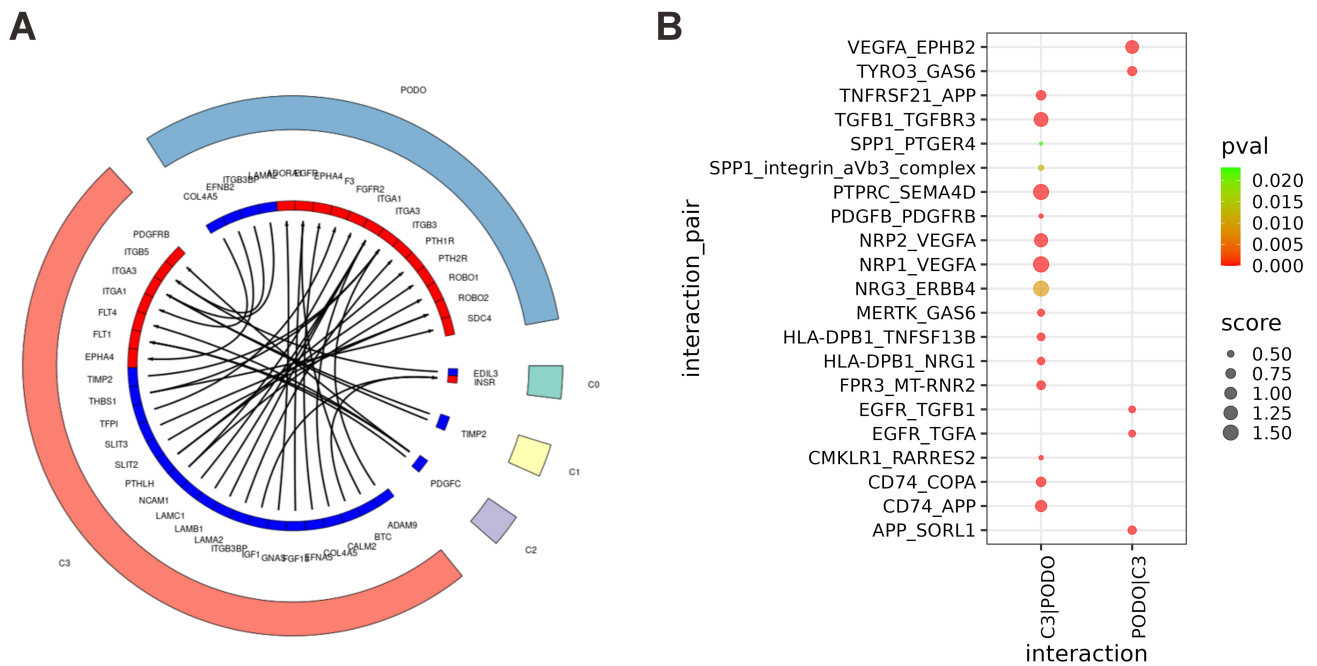 A
PODO
COL4A5
EFNB2
ITGB3BP
LAMA2
ADORA1
EGFR
EPHA4
F3
FGFR2
ITGA1
ITGA3
ITGB3
PTH1R
PTH2R
ROBO1
ROBO2
SDC4
EDIL3
INSR
C0
TIMP2
C1
PDGFC
C2
PDGFRB
ITGB5
ITGA3
ITGA1
FLT4
FLT1
EPHA4
TIMP2
THBS1
TFPI
SLIT3
SLIT2
PTHLH
NCAM1
LAMC1
LAMB1
LAMA2
ITGB3BP
IGF1
GNAS
EFNA5
COL4A5
CALM2
BTC
ADAM9
C3
B
interaction_pair
VEGFA_EPHB2
TYRO3_GAS6
TNFRSF21_APP
TGFB1_TGFBR3
SPP1_PTGER4
SPP1_integrin_aVb3_complex
PTPRC_SEMA4D
PDGFB_PDGFRB
NRP2_VEGFA
NRP1_VEGFA
NRG3_ERBB4
MERTK_GAS6
HLA-DPB1_TNFSF13B
HLA-DPB1_NRG1
FPR3_MT-RNR2
EGFR_TGFB1
EGFR_TGFA
CMKLR1_RARRES2
CD74_COPA
CD74_APP
APP_SORL1
C3|PODO
PODO|C3
interaction
pval
0.020
0.015
0.010
0.005
0.000
score
0.50
0.75
1.00
1.25
1.50